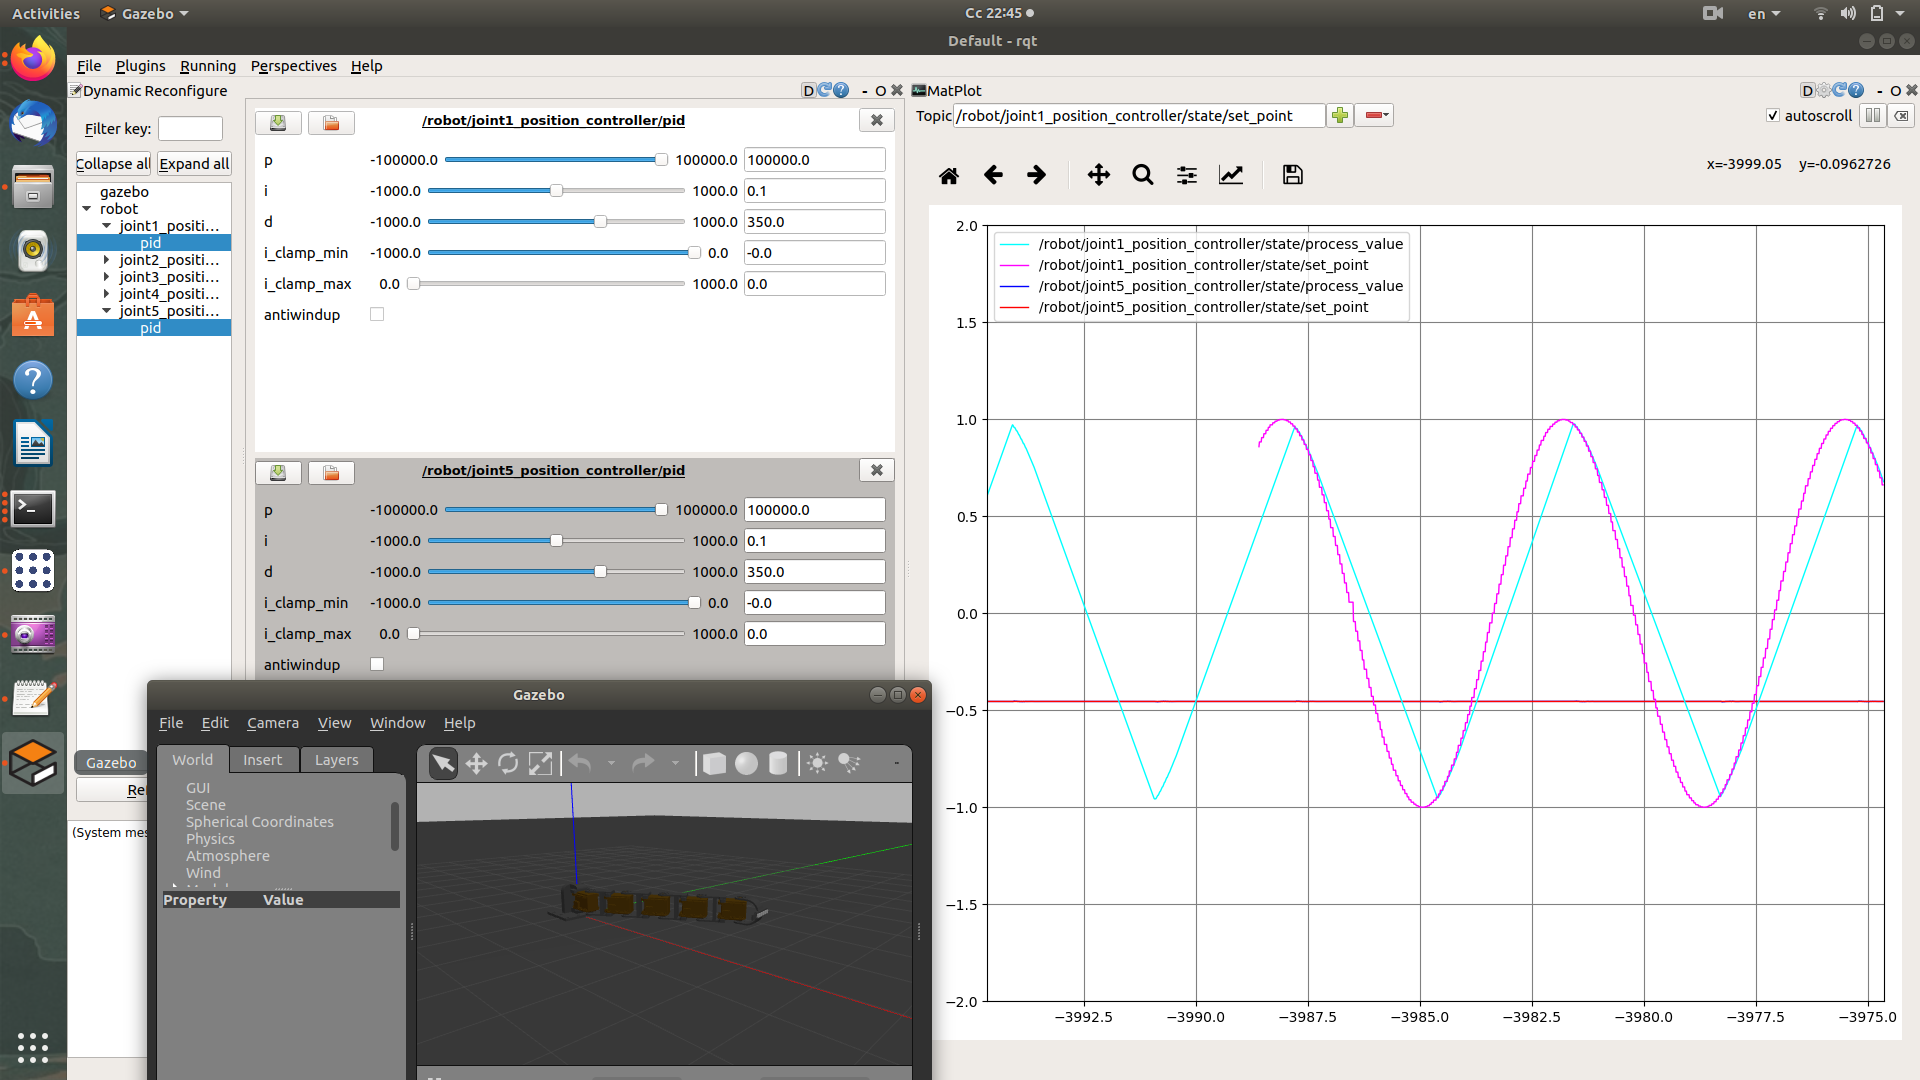 Activities
Gazebo
Cc 22:45
en
Default - rqt
File Plugins Running Perspectives Help
Dynamic Reconfigure
D
- O
Filter key:
Collapse all
Expand all
gazebo
robot
joint1_positi...
pid
joint2_positi...
joint3_positi...
joint4_positi...
joint5_positi...
pid
/robot/joint1_position_controller/pid
p -100000.0 100000.0 100000.0
i -1000.0 1000.0 0.1
d -1000.0 1000.0 350.0
i_clamp_min -1000.0 0.0 -0.0
i_clamp_max 0.0 1000.0 0.0
antiwindup
/robot/joint5_position_controller/pid
p -100000.0 100000.0 100000.0
i -1000.0 1000.0 0.1
d -1000.0 1000.0 350.0
i_clamp_min -1000.0 0.0 -0.0
i_clamp_max 0.0 1000.0 0.0
antiwindup
Gazebo
(System mes
MatPlot
D
- O
Topic /robot/joint1_position_controller/state/set_point
autoscroll
x=-3999.05 y=-0.0962726
/robot/joint1_position_controller/state/process_value
/robot/joint1_position_controller/state/set_point
/robot/joint5_position_controller/state/process_value
/robot/joint5_position_controller/state/set_point
2.0
1.5
1.0
0.5
0.0
−0.5
−1.0
−1.5
−2.0
−3992.5 −3990.0 −3987.5 −3985.0 −3982.5 −3980.0 −3977.5 −3975.0
Gazebo
File Edit Camera View Window Help
World Insert Layers
GUI
Scene
Spherical Coordinates
Physics
Atmosphere
Wind
Property Value